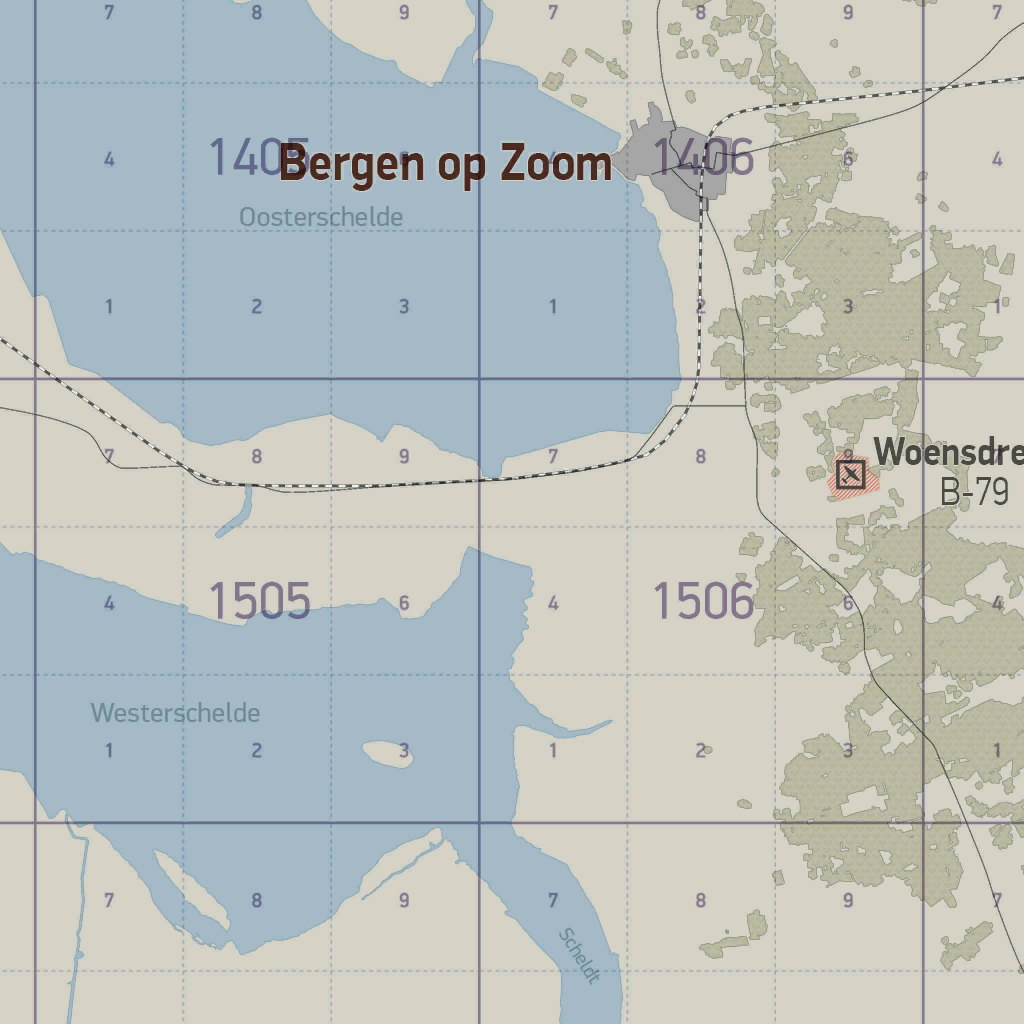 7 8 9 7 8 9 7
4 1405 1406 6 4
Bergen op Zoom
Oosterschelde
1 2 3 1 2 3 1
7 8 9 7 8 9
Woensdre
B-79
4 1505 6 4 1506 6 4
Westerschelde
1 2 3 1 2 3 1
7 8 9 7 8 9 7
Scheldt